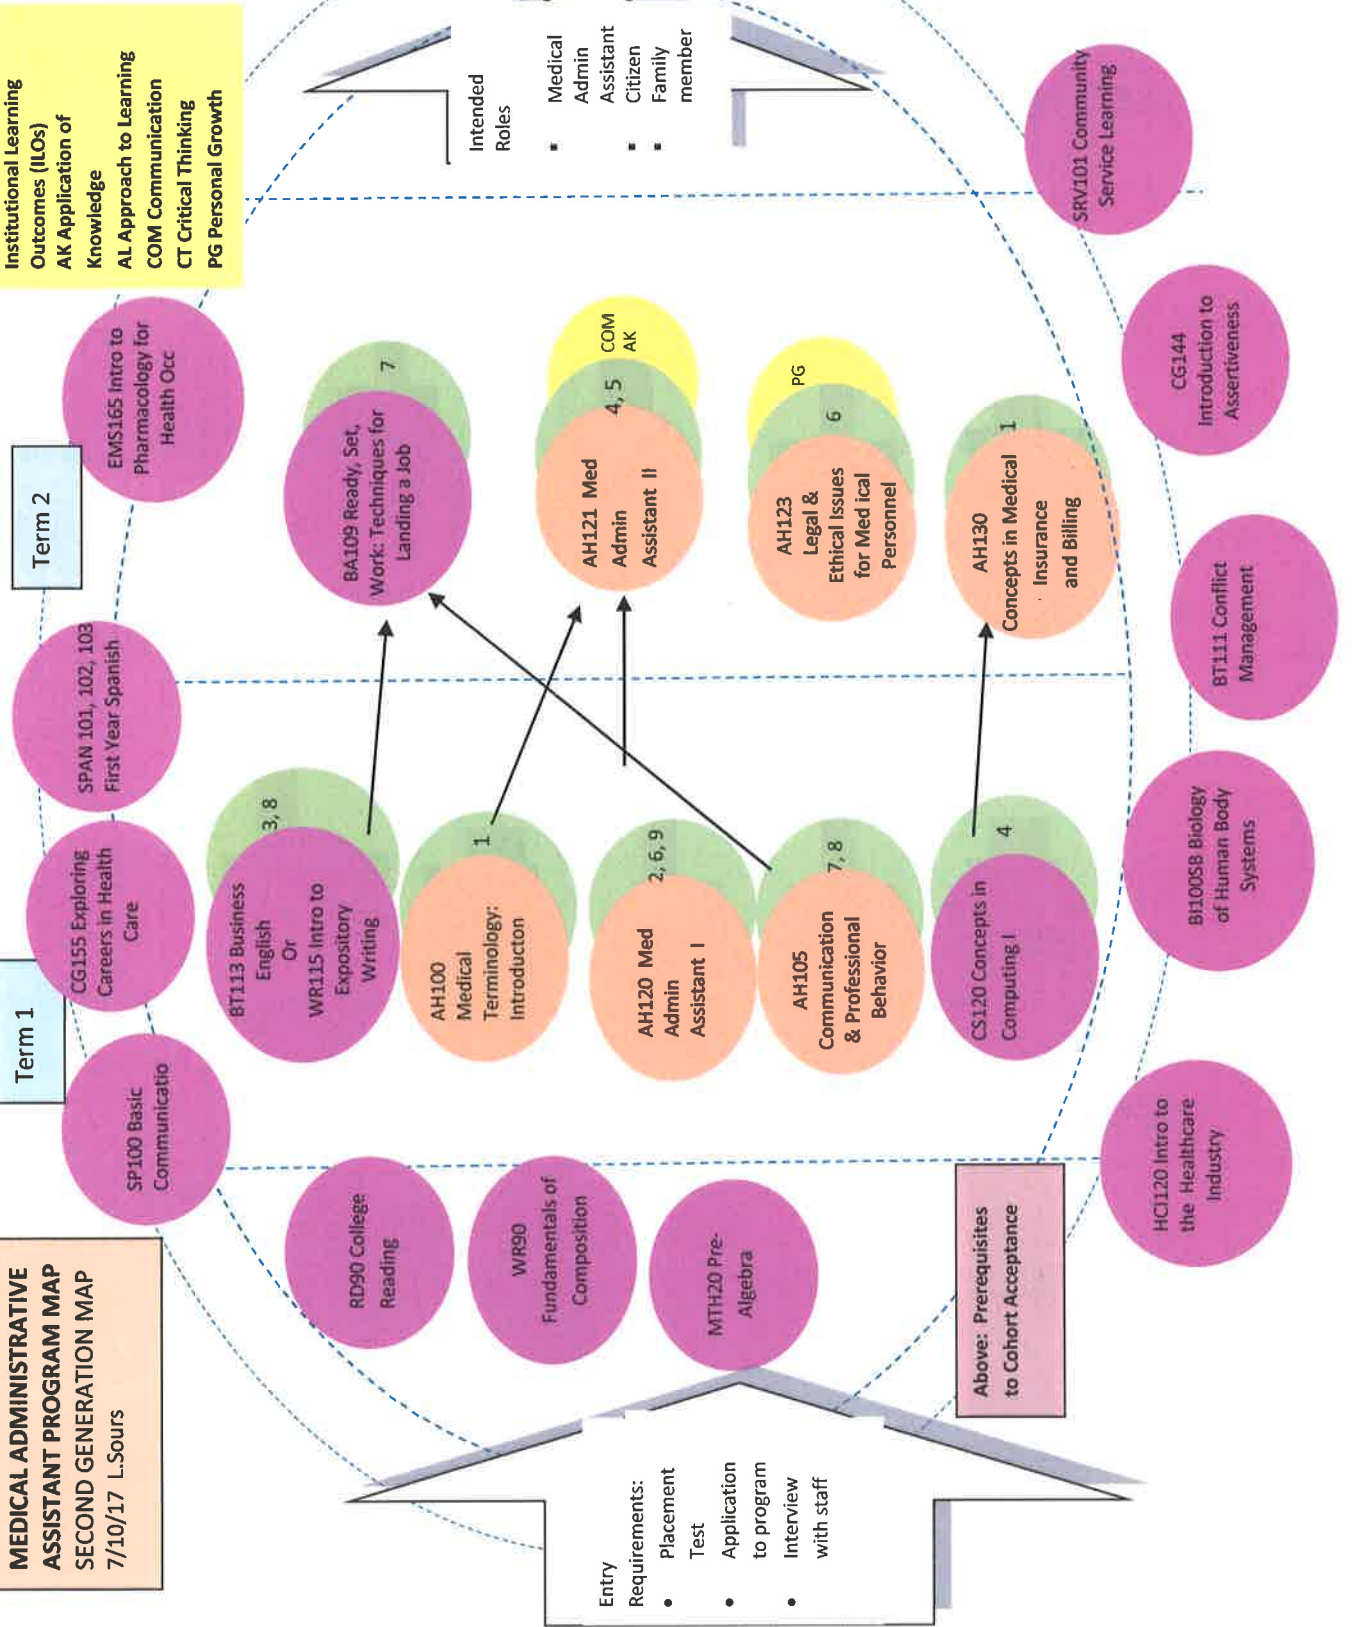 MEDICAL ADMINISTRATIVE
ASSISTANT PROGRAM MAP
SECOND GENERATION MAP
7/10/17 L.Sours
Term 1
Term 2
Institutional Learning
Outcomes (ILOs)
AK Application of
Knowledge
AL Approach to Learning
COM Communication
CT Critical Thinking
PG Personal Growth
SP100 Basic
Communicatio
CG155 Exploring
Careers in Health
Care
SPAN 101, 102, 103
First Year Spanish
EMS165 Intro to
Pharmacology for
Health Occ
Entry
Requirements:
• Placement
Test
• Application
to program
• Interview
with staff
RD90 College
Reading
WR90
Fundamentals of
Composition
MTH20 Pre-
Algebra
Above: Prerequisites
to Cohort Acceptance
BT113 Business
English
Or
WR115 Intro to
Expository
Writing
3, 8
AH100
Medical
Terminology:
Introducton
1
AH120 Med
Admin
Assistant I
2, 6, 9
AH105
Communication
& Professional
Behavior
7, 8
CS120 Concepts in
Computing I
4
BA109 Ready, Set,
Work: Techniques for
Landing a Job
7
AH121 Med
Admin
Assistant II
4, 5
COM
AK
AH123
Legal &
Ethical Issues
for Med ical
Personnel
6
PG
AH130
Concepts in Medical
Insurance
and Billing
1
Intended
Roles
▪ Medical
Admin
Assistant
▪ Citizen
▪ Family
member
HCI120 Intro to
the Healthcare
Industry
BI100SB Biology
of Human Body
Systems
BT111 Conflict
Management
CG144
Introduction to
Assertiveness
SRV101 Community
Service Learning